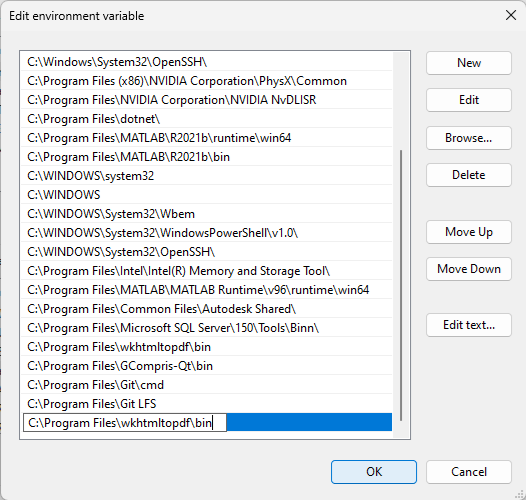 Edit environment variable
C:\Windows\System32\OpenSSH\
C:\Program Files (x86)\NVIDIA Corporation\PhysX\Common
C:\Program Files\NVIDIA Corporation\NVIDIA NvDLISR
C:\Program Files\dotnet\
C:\Program Files\MATLAB\R2021b\runtime\win64
C:\Program Files\MATLAB\R2021b\bin
C:\WINDOWS\system32
C:\WINDOWS
C:\WINDOWS\System32\Wbem
C:\WINDOWS\System32\WindowsPowerShell\v1.0\
C:\WINDOWS\System32\OpenSSH\
C:\Program Files\Intel\Intel(R) Memory and Storage Tool\
C:\Program Files\MATLAB\MATLAB Runtime\v96\runtime\win64
C:\Program Files\Common Files\Autodesk Shared\
C:\Program Files\Microsoft SQL Server\150\Tools\Binn\
C:\Program Files\wkhtmltopdf\bin
C:\Program Files\GCompris-Qt\bin
C:\Program Files\Git\cmd
C:\Program Files\Git LFS
C:\Program Files\wkhtmltopdf\bin
New
Edit
Browse...
Delete
Move Up
Move Down
Edit text...
OK
Cancel